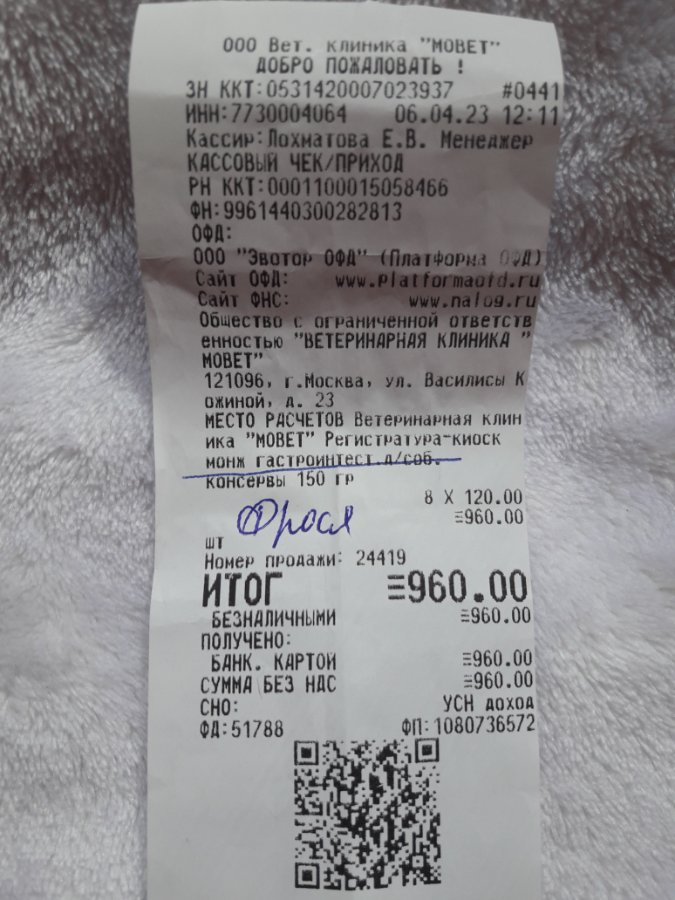 ООО Вет. клиника "МОВЕТ"
ДОБРО ПОЖАЛОВАТЬ !
ЗН ККТ:0531420007023937 #0441
ИНН:7730004064 06.04.23 12:11
Кассир:Лохматова Е.В. Менеджер
КАССОВЫЙ ЧЕК/ПРИХОД
РН ККТ:0001100015058466
ФН:9961440300282813
ОФД:
ООО "Эвотор ОФД" (Платформа ОФД)
Сайт ОФД: www.platformaofd.ru
Сайт ФНС: www.nalog.ru
Общество с ограниченной ответств
енностью "ВЕТЕРИНАРНАЯ КЛИНИКА "
МОВЕТ"
121096, г.Москва, ул. Василисы К
ожиной, д. 23
МЕСТО РАСЧЕТОВ Ветеринарная клин
ика "МОВЕТ" Регистратура-киоск
монж гастроинтест.д/соб.
консервы 150 гр
8 X 120.00
≡960.00
Фрося
шт
Номер продажи: 24419
ИТОГ ≡960.00
БЕЗНАЛИЧНЫМИ ≡960.00
ПОЛУЧЕНО:
БАНК. КАРТОЙ ≡960.00
СУММА БЕЗ НДС ≡960.00
СНО: УСН доход
ФД:51788 ФП:1080736572